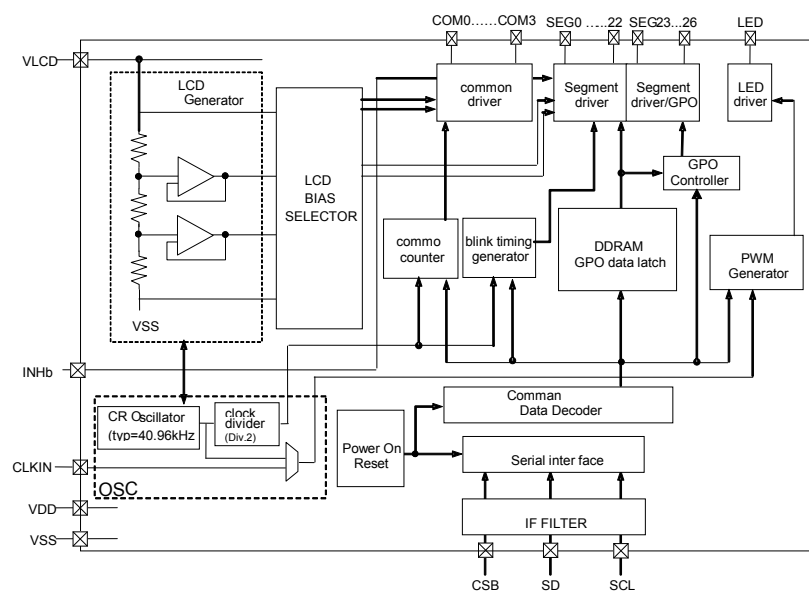 COM0......COM3 SEG0 ......22 SEG23...26 LED
VLCD
LCD
Generator
common
driver
Segment
driver
Segment
driver/GPO
LED
driver
LCD
BIAS
SELECTOR
GPO
Controller
commo
counter
blink timing
generator
DDRAM
GPO data latch
PWM
Generator
VSS
INHb
CR Oscillator
(typ=40.96kHz
clock
divider
(Div.2)
Comman
Data Decoder
Power On
Reset
Serial inter face
CLKIN
OSC
VDD
IF FILTER
VSS
CSB SD SCL